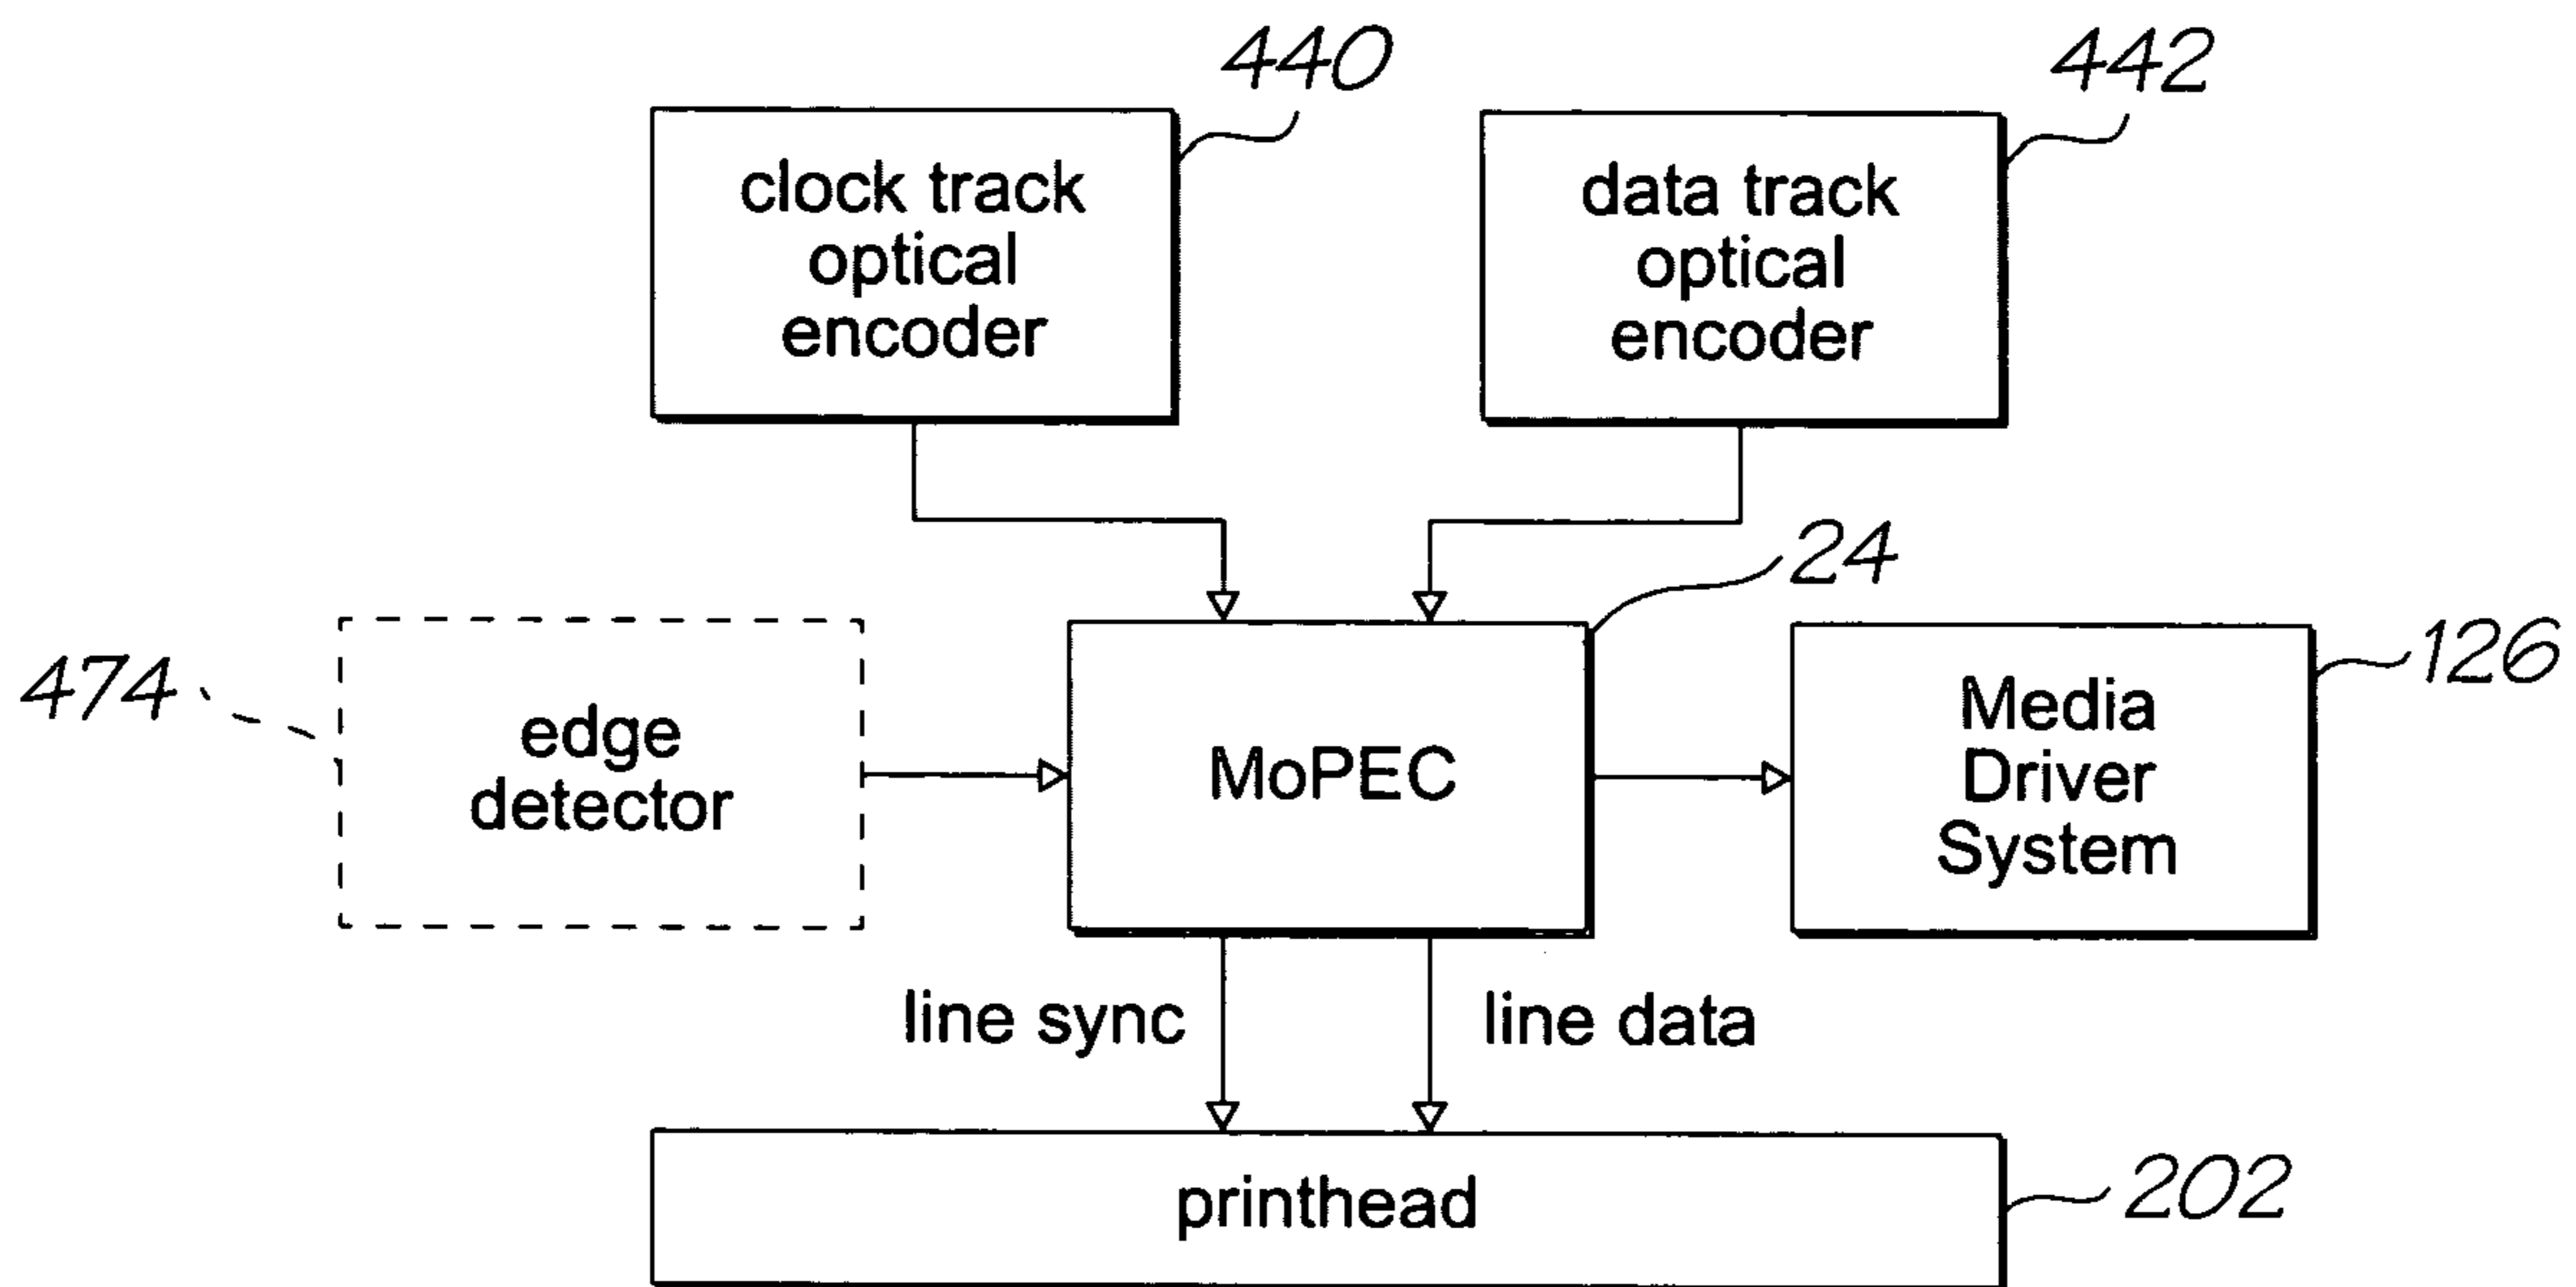 440
442
clock track
optical
encoder
data track
optical
encoder
24
126
474
edge
detector
MoPEC
Media
Driver
System
line sync
line data
printhead
202